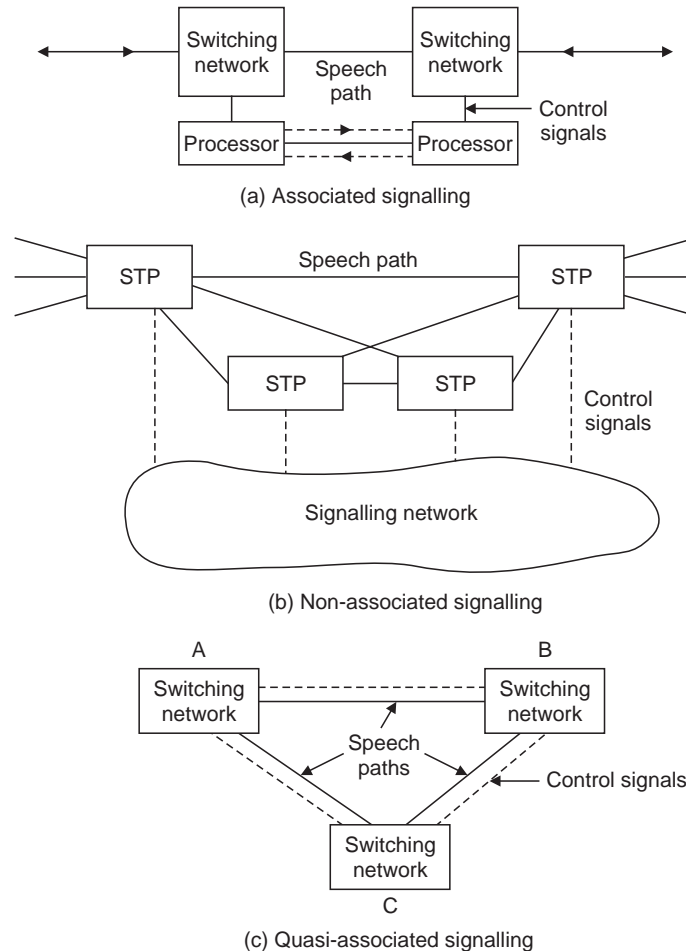 Switching
network
Switching
network
Speech
path
Control
signals
Processor
Processor
(a) Associated signalling
STP
Speech path
STP
STP
STP
Control
signals
Signalling network
(b) Non-associated signalling
A
B
Switching
network
Switching
network
Speech
paths
Control signals
Switching
network
C
(c) Quasi-associated signalling